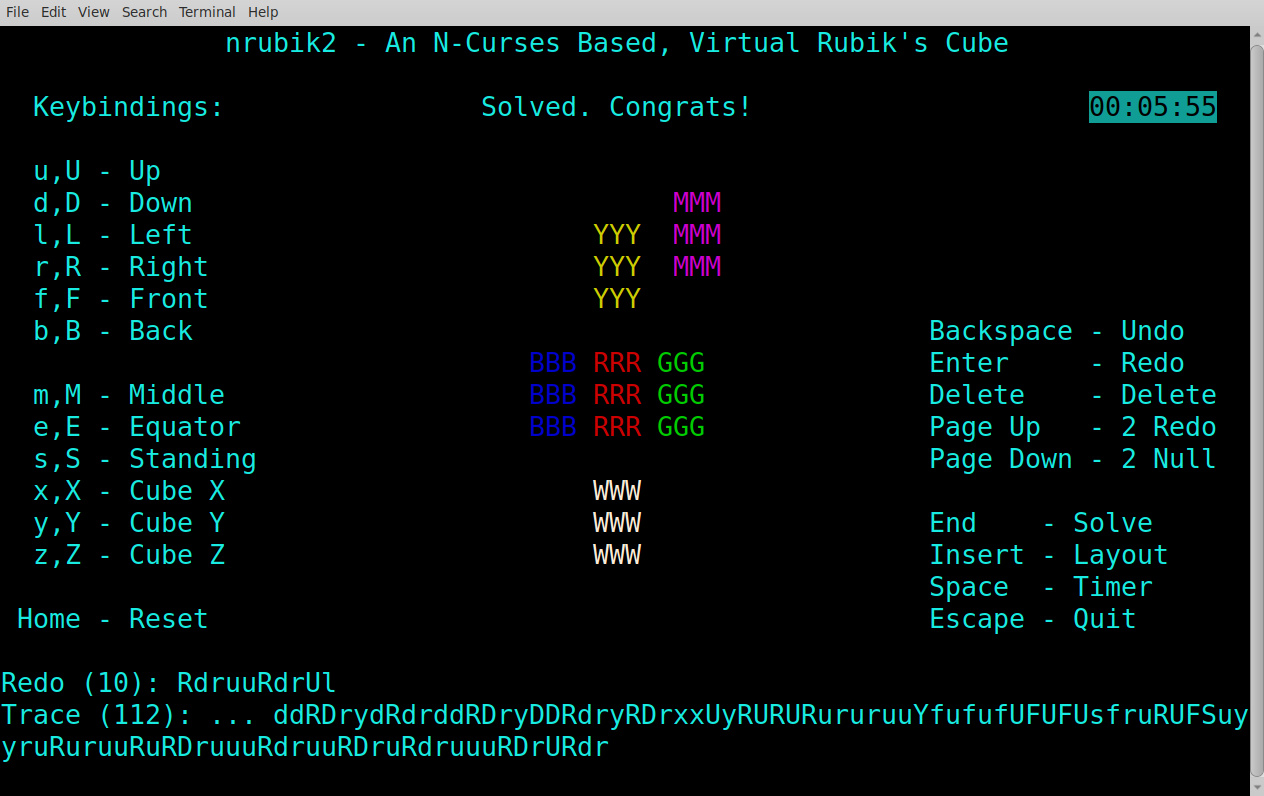 File Edit View Search Terminal Help
nrubik2 - An N-Curses Based, Virtual Rubik's Cube
Keybindings: Solved. Congrats! 00:05:55
u,U - Up
d,D - Down MMM
l,L - Left YYY MMM
r,R - Right YYY MMM
f,F - Front YYY
b,B - Back Backspace - Undo
BBB RRR GGG Enter - Redo
m,M - Middle BBB RRR GGG Delete - Delete
e,E - Equator BBB RRR GGG Page Up - 2 Redo
s,S - Standing Page Down - 2 Null
x,X - Cube X WWW
y,Y - Cube Y WWW End - Solve
z,Z - Cube Z WWW Insert - Layout
Space - Timer
Home - Reset Escape - Quit
Redo (10): RdruuRdrUl
Trace (112): ... ddRDrydRdrddRDryDDRdryRDrxxUyRURURururuuYfufufUFUFUsfruRUFSuy
yruRuruuRuRDruuuRdruuRDruRdruuuRDrURdr